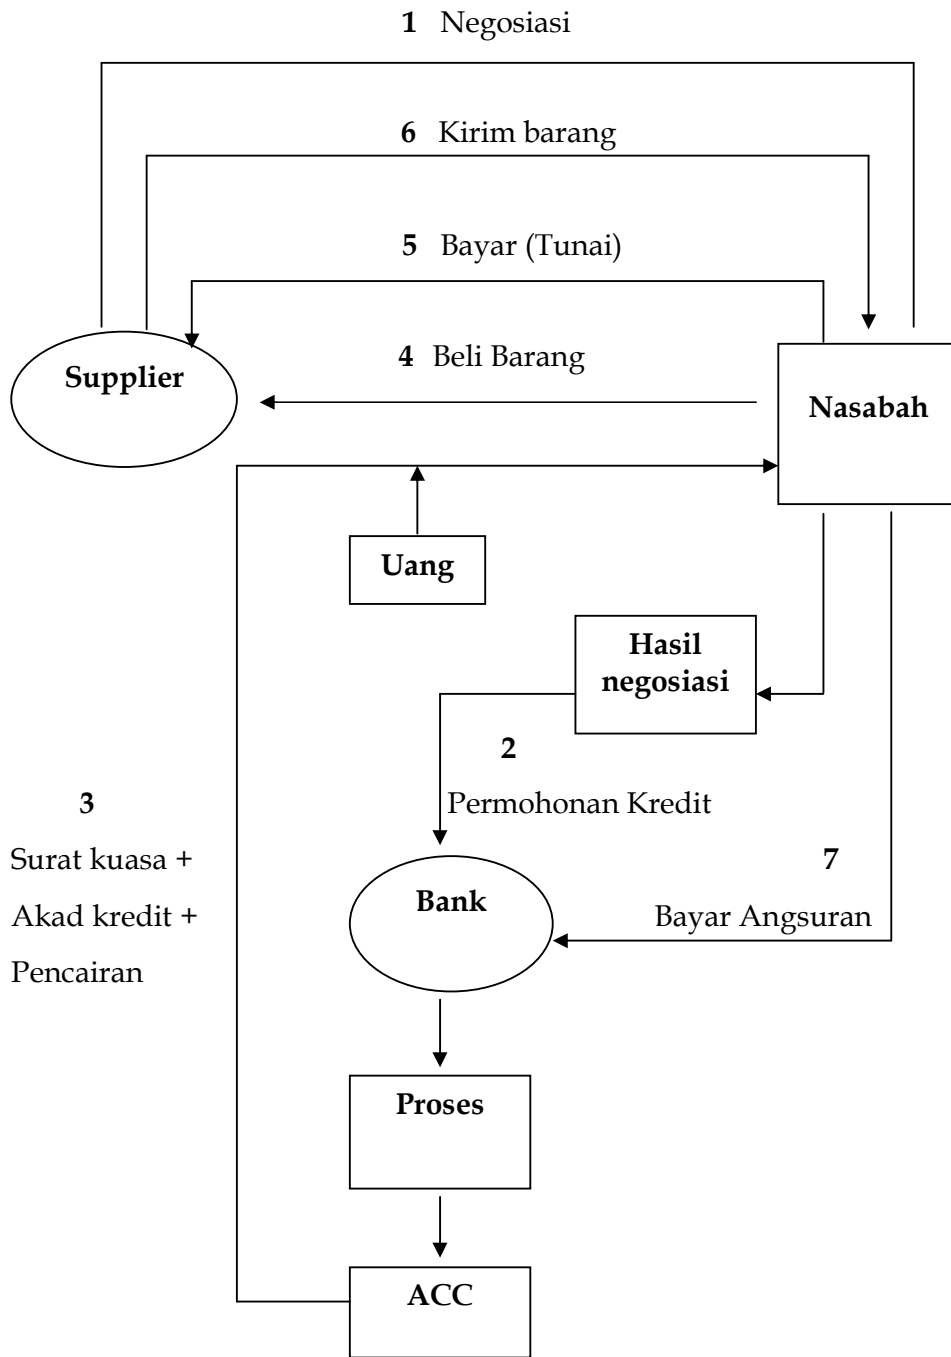 1 Negosiasi
6 Kirim barang
5 Bayar (Tunai)
4 Beli Barang
Supplier
Nasabah
Uang
Hasil
negosiasi
2
Permohonan Kredit
3
Surat kuasa +
Akad kredit +
Pencairan
7
Bayar Angsuran
Bank
Proses
ACC